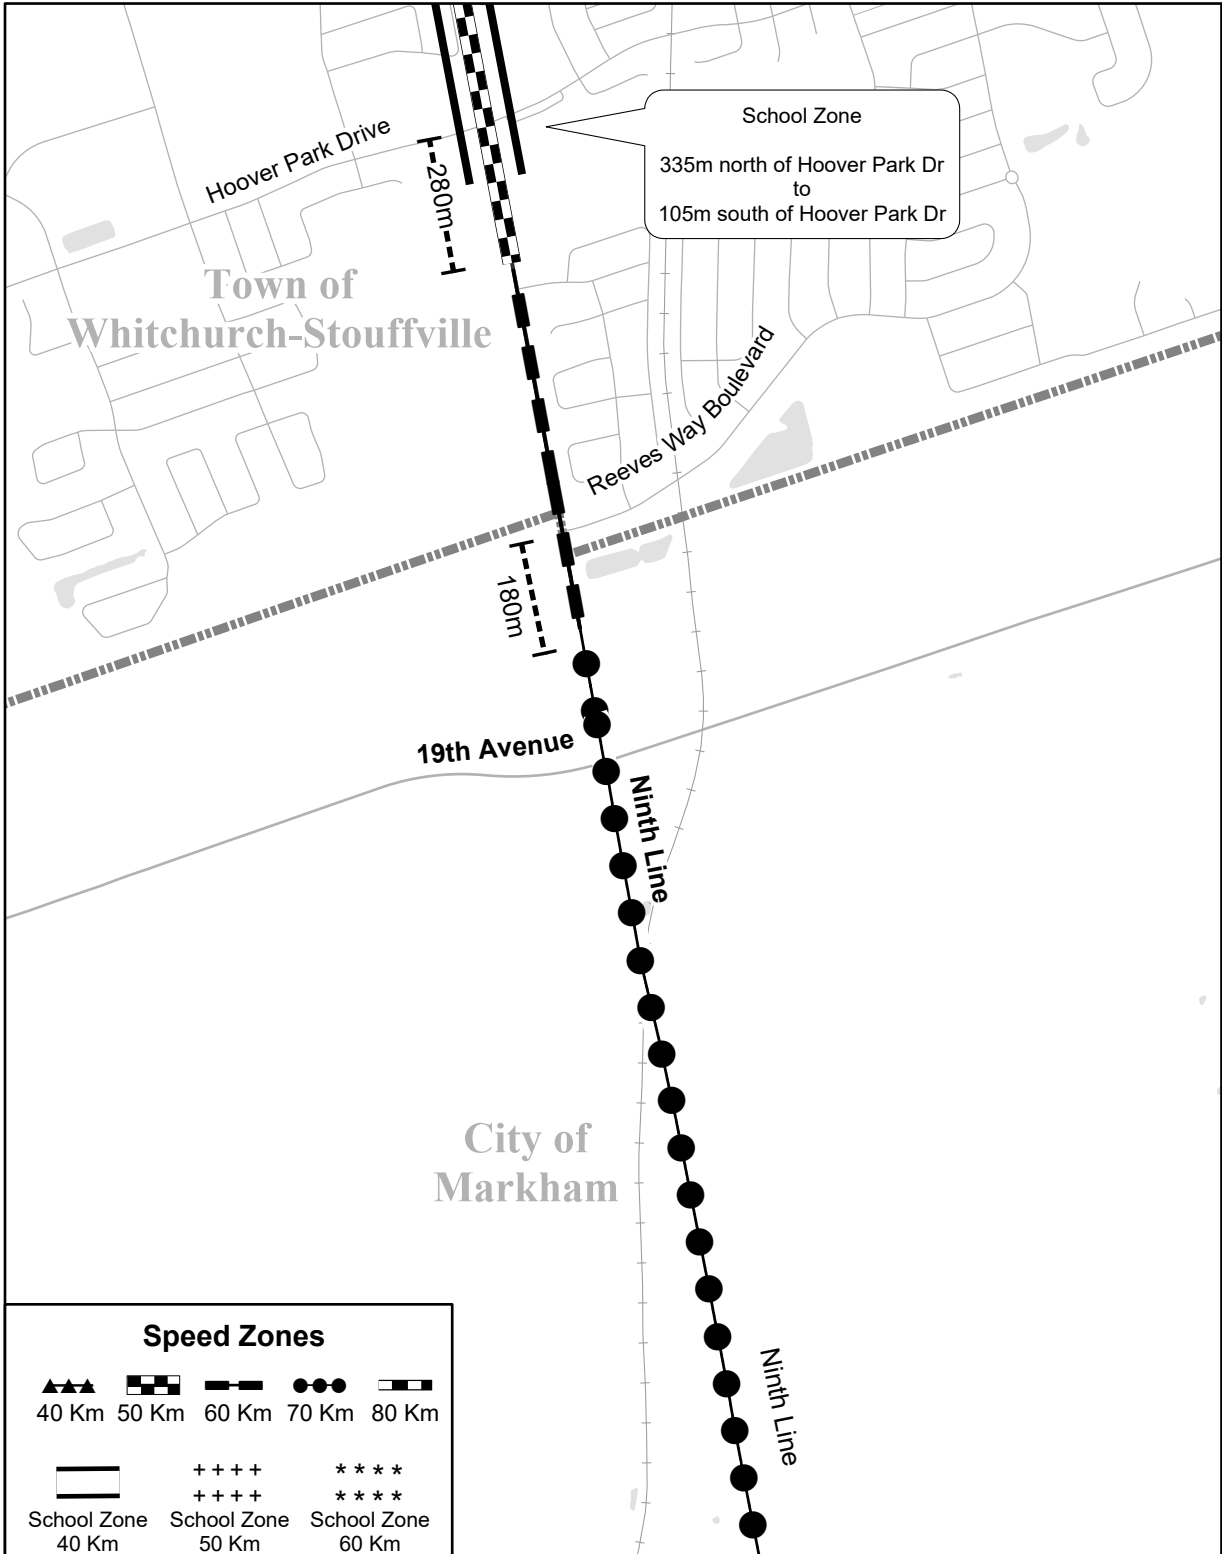 School Zone
335m north of Hoover Park Dr
to
105m south of Hoover Park Dr
Hoover Park Drive
280m
Town of
Whitchurch-Stouffville
Reeves Way Boulevard
180m
19th Avenue
Ninth Line
City of
Markham
Ninth Line
Speed Zones
40 Km 50 Km 60 Km 70 Km 80 Km
School Zone School Zone School Zone
40 Km 50 Km 60 Km